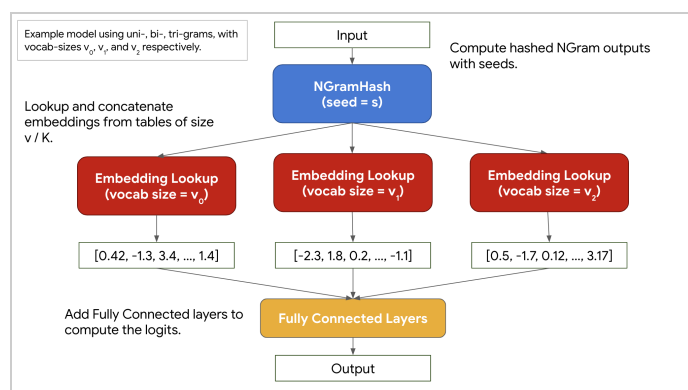 Example model using uni-, bi-, tri-grams, with
vocab-sizes v₀, v₁, and v₂ respectively.
Input
Compute hashed NGram outputs
with seeds.
NGramHash
(seed = s)
Lookup and concatenate
embeddings from tables of size
v / K.
Embedding Lookup
(vocab size = v₀)
Embedding Lookup
(vocab size = v₁)
Embedding Lookup
(vocab size = v₂)
[0.42, -1.3, 3.4, ..., 1.4]
[-2.3, 1.8, 0.2, ..., -1.1]
[0.5, -1.7, 0.12, ..., 3.17]
Add Fully Connected layers to
compute the logits.
Fully Connected Layers
Output